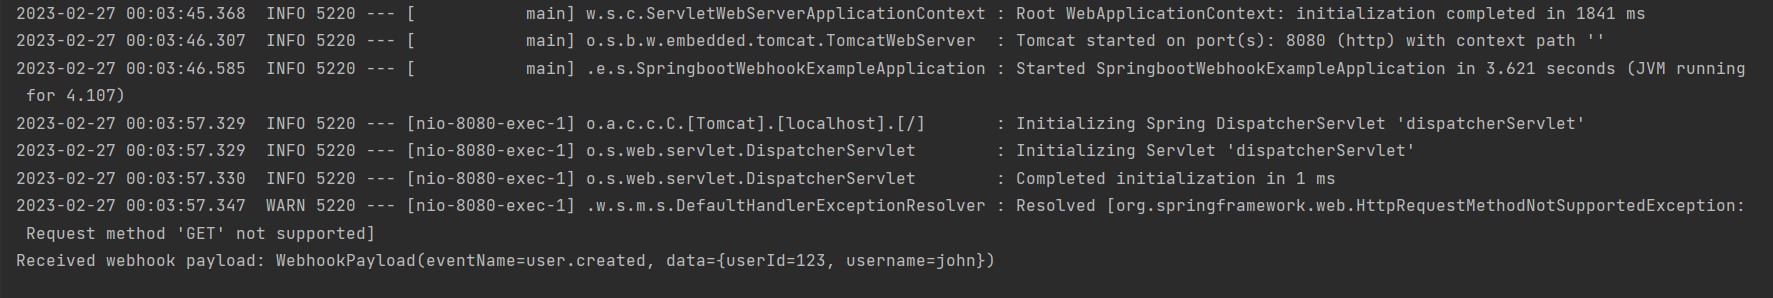 2023-02-27 00:03:45.368  INFO 5220 --- [           main] w.s.c.ServletWebServerApplicationContext : Root WebApplicationContext: initialization completed in 1841 ms
2023-02-27 00:03:46.307  INFO 5220 --- [           main] o.s.b.w.embedded.tomcat.TomcatWebServer  : Tomcat started on port(s): 8080 (http) with context path ''
2023-02-27 00:03:46.585  INFO 5220 --- [           main] .e.s.SpringbootWebhookExampleApplication : Started SpringbootWebhookExampleApplication in 3.621 seconds (JVM running
 for 4.107)
2023-02-27 00:03:57.329  INFO 5220 --- [nio-8080-exec-1] o.a.c.c.C.[Tomcat].[localhost].[/]       : Initializing Spring DispatcherServlet 'dispatcherServlet'
2023-02-27 00:03:57.329  INFO 5220 --- [nio-8080-exec-1] o.s.web.servlet.DispatcherServlet        : Initializing Servlet 'dispatcherServlet'
2023-02-27 00:03:57.330  INFO 5220 --- [nio-8080-exec-1] o.s.web.servlet.DispatcherServlet        : Completed initialization in 1 ms
2023-02-27 00:03:57.347  WARN 5220 --- [nio-8080-exec-1] .w.s.m.s.DefaultHandlerExceptionResolver : Resolved [org.springframework.web.HttpRequestMethodNotSupportedException:
 Request method 'GET' not supported]
Received webhook payload: WebhookPayload(eventName=user.created, data={userId=123, username=john})